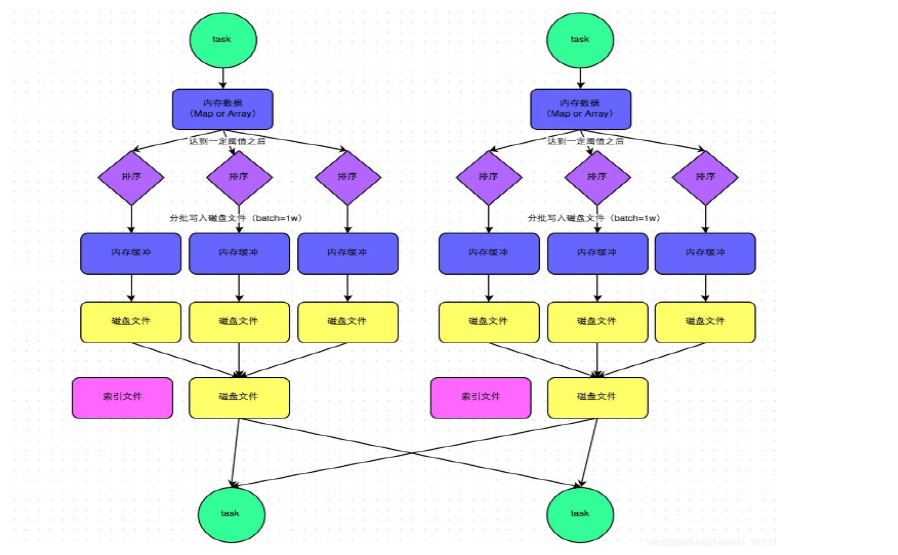 task
task
内存数据
(Map or Array)
内存数据
(Map or Array)
达到一定阈值之后
达到一定阈值之后
排序
排序
排序
排序
排序
排序
分批写入磁盘文件（batch=1w）
分批写入磁盘文件（batch=1w）
内存缓冲
内存缓冲
内存缓冲
内存缓冲
内存缓冲
内存缓冲
磁盘文件
磁盘文件
磁盘文件
磁盘文件
磁盘文件
磁盘文件
索引文件
磁盘文件
索引文件
磁盘文件
task
task